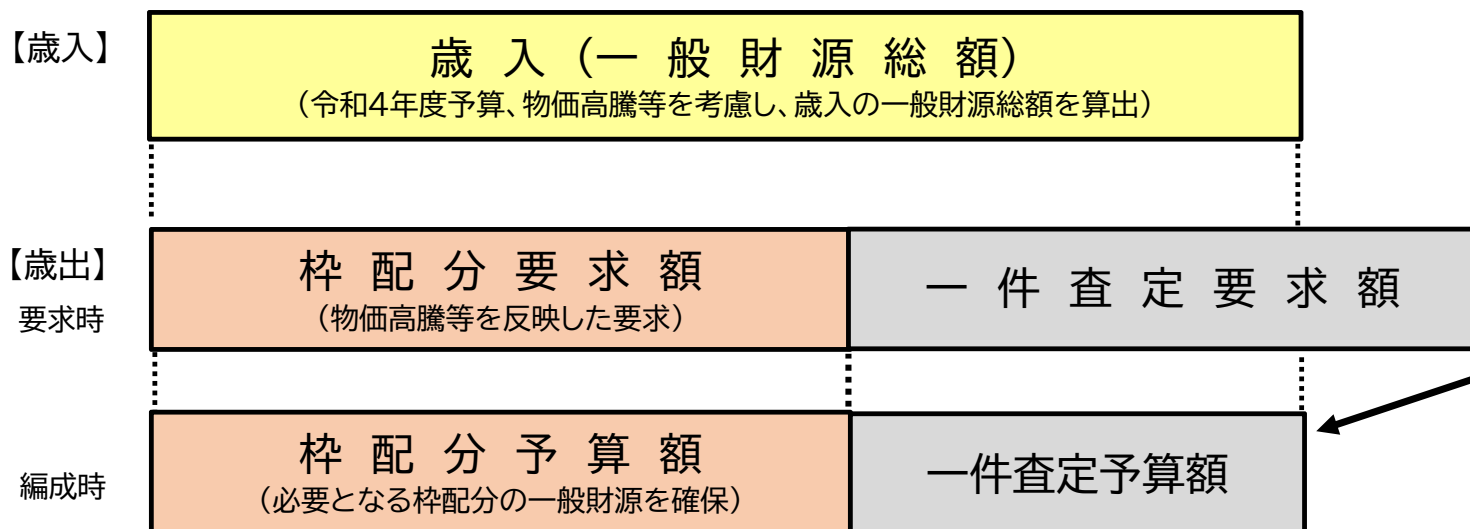 【歳入】
歳入（一般財源総額）
（令和4年度予算、物価高騰等を考慮し、歳入の一般財源総額を算出）
【歳出】
要求時
枠配分要求額
（物価高騰等を反映した要求）
一件査定要求額
編成時
枠配分予算額
（必要となる枠配分の一般財源を確保）
一件査定予算額